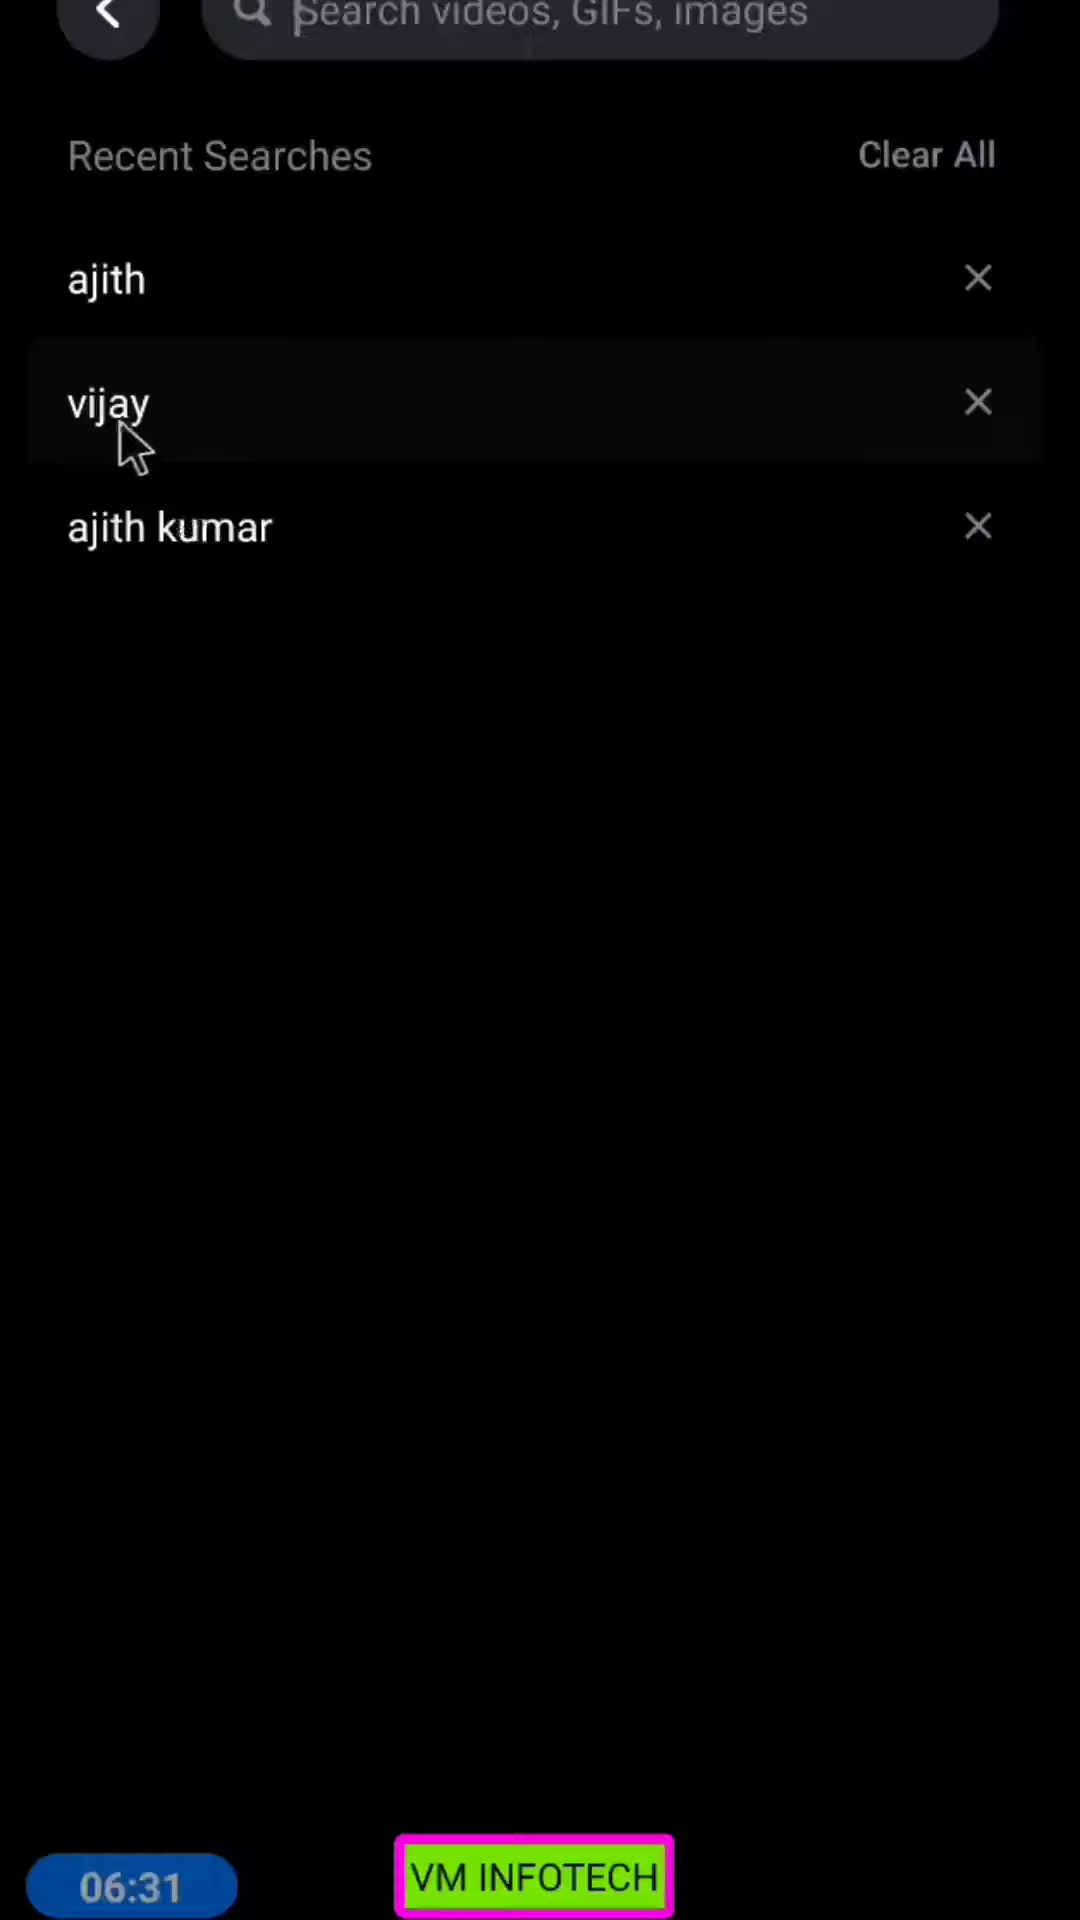 Search videos, GIFs, images
Recent Searches
Clear All
ajith
vijay
ajith kumar
06:31
VM INFOTECH